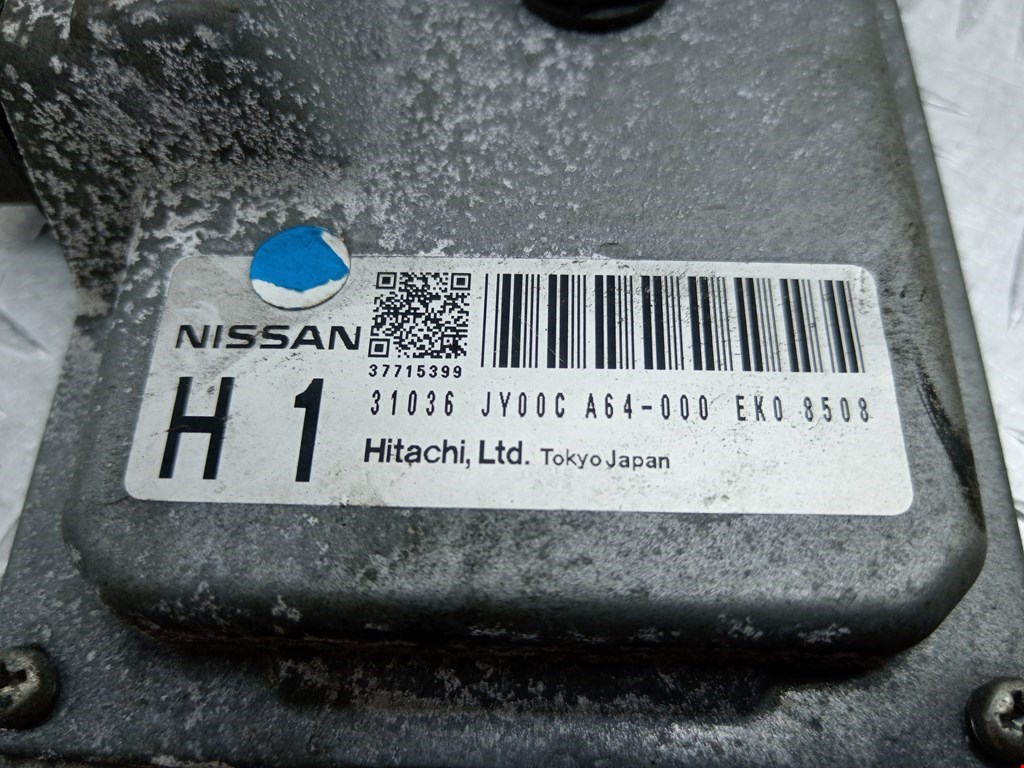 NISSAN
37715399
H 1
31036 JY00C A64-000 EK0 8508
Hitachi, Ltd. Tokyo Japan